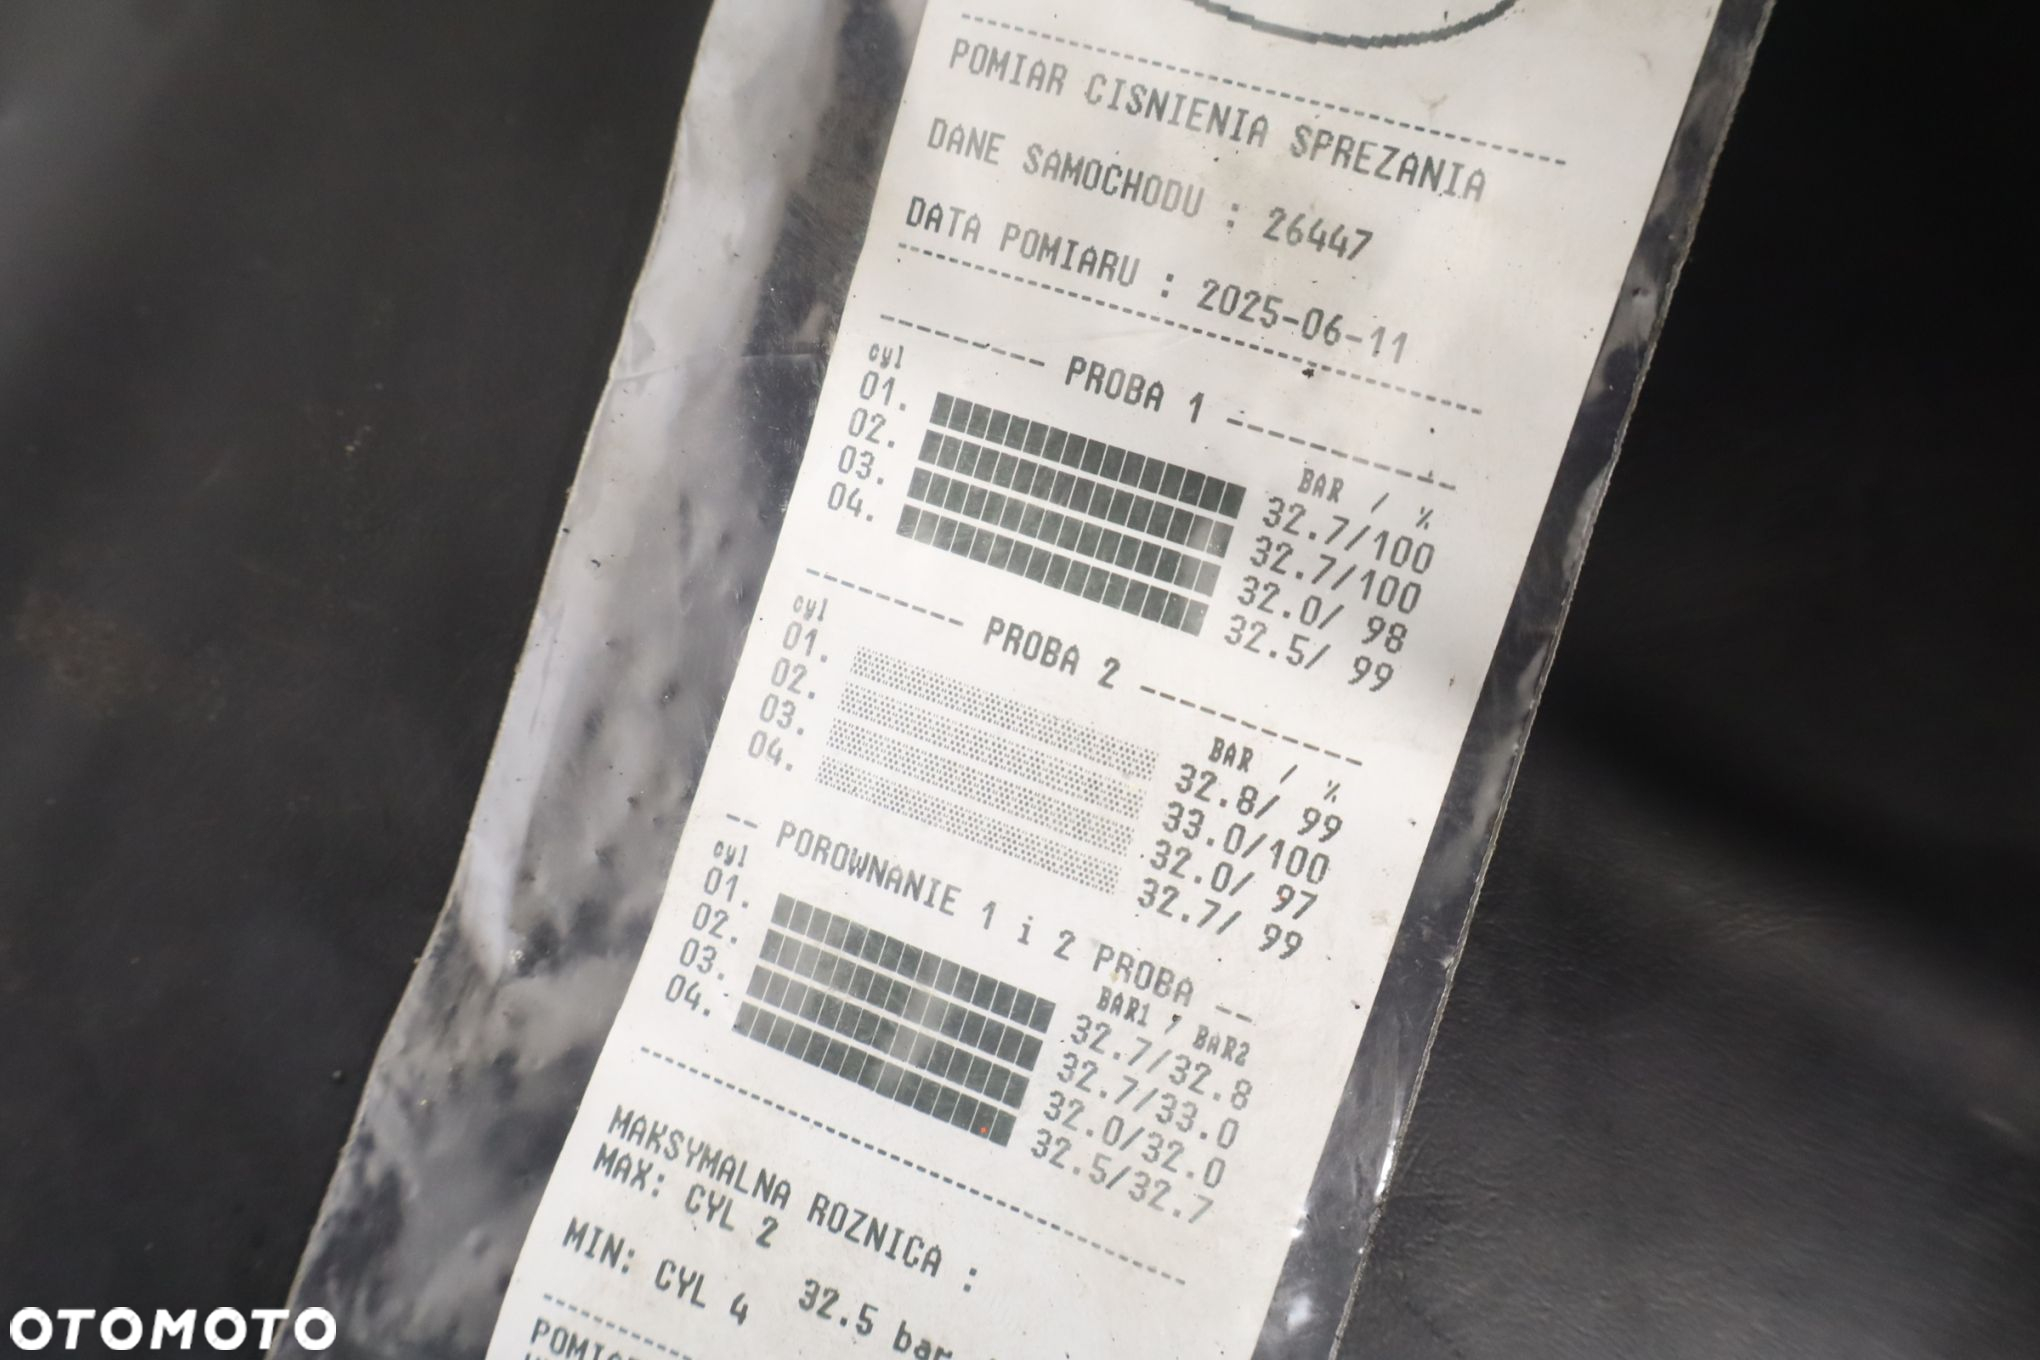 POMIAR CISNIENIA SPREZANIA
DANE SAMOCHODU : 26447
DATA POMIARU : 2025-06-11
------- PROBA 1 ----------
cyl BAR / %
01. 32.7/100
02. 32.7/100
03. 32.0/ 98
04. 32.5/ 99
------- PROBA 2 ----------
cyl BAR / %
01. 32.8/ 99
02. 33.0/100
03. 32.0/ 97
04. 32.7/ 99
-- POROWNANIE 1 i 2 PROBA --
cyl BAR1 / BAR2
01. 32.7/32.8
02. 32.7/33.0
03. 32.0/32.0
04. 32.5/32.7
MAKSYMALNA ROZNICA :
MAX: CYL 2
MIN: CYL 4 32.5 bar
OTOMOTO